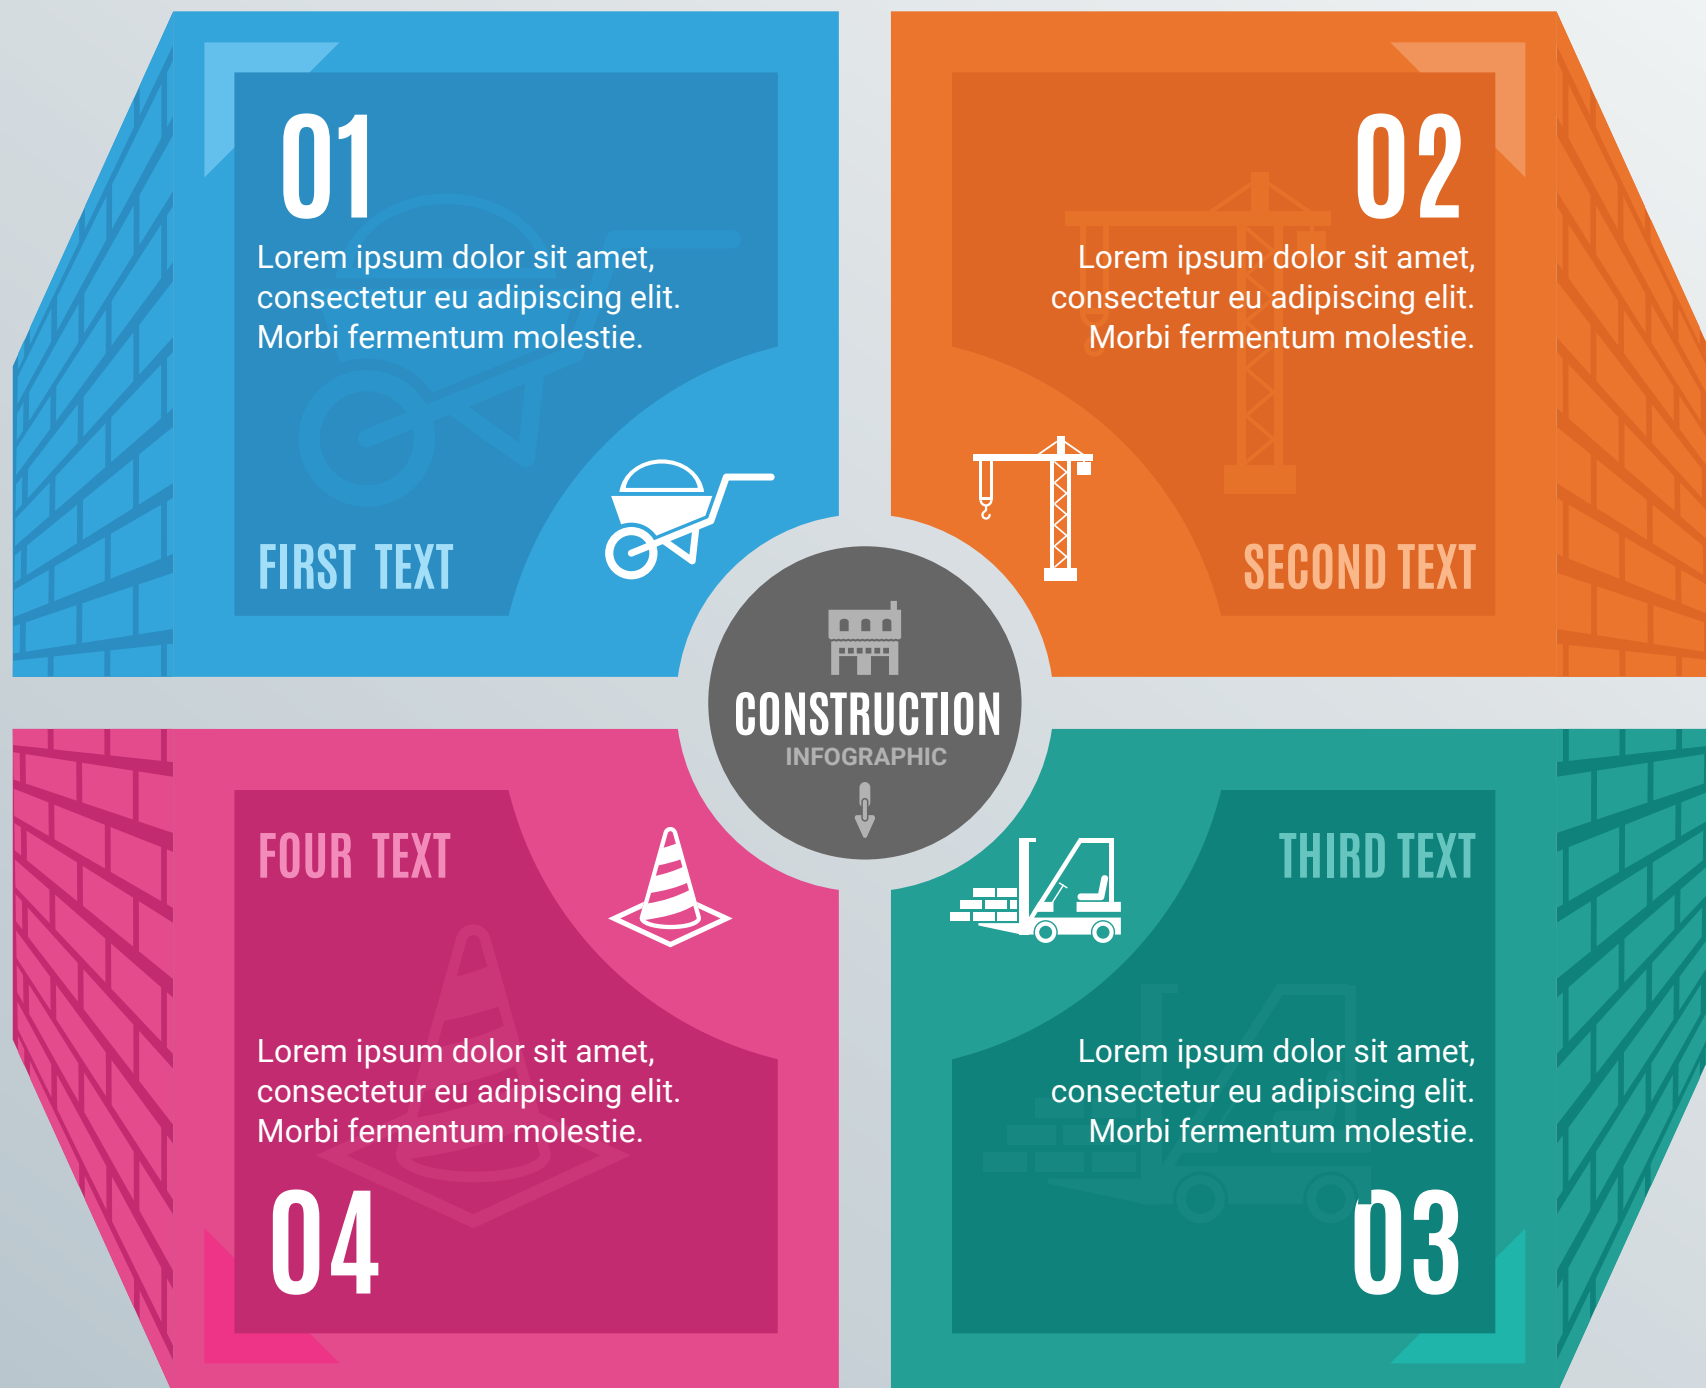 01
Lorem ipsum dolor sit amet,
consectetur eu adipiscing elit.
Morbi fermentum molestie.
FIRST TEXT
02
Lorem ipsum dolor sit amet,
consectetur eu adipiscing elit.
Morbi fermentum molestie.
SECOND TEXT
CONSTRUCTION
INFOGRAPHIC
FOUR TEXT
Lorem ipsum dolor sit amet,
consectetur eu adipiscing elit.
Morbi fermentum molestie.
04
THIRD TEXT
Lorem ipsum dolor sit amet,
consectetur eu adipiscing elit.
Morbi fermentum molestie.
03